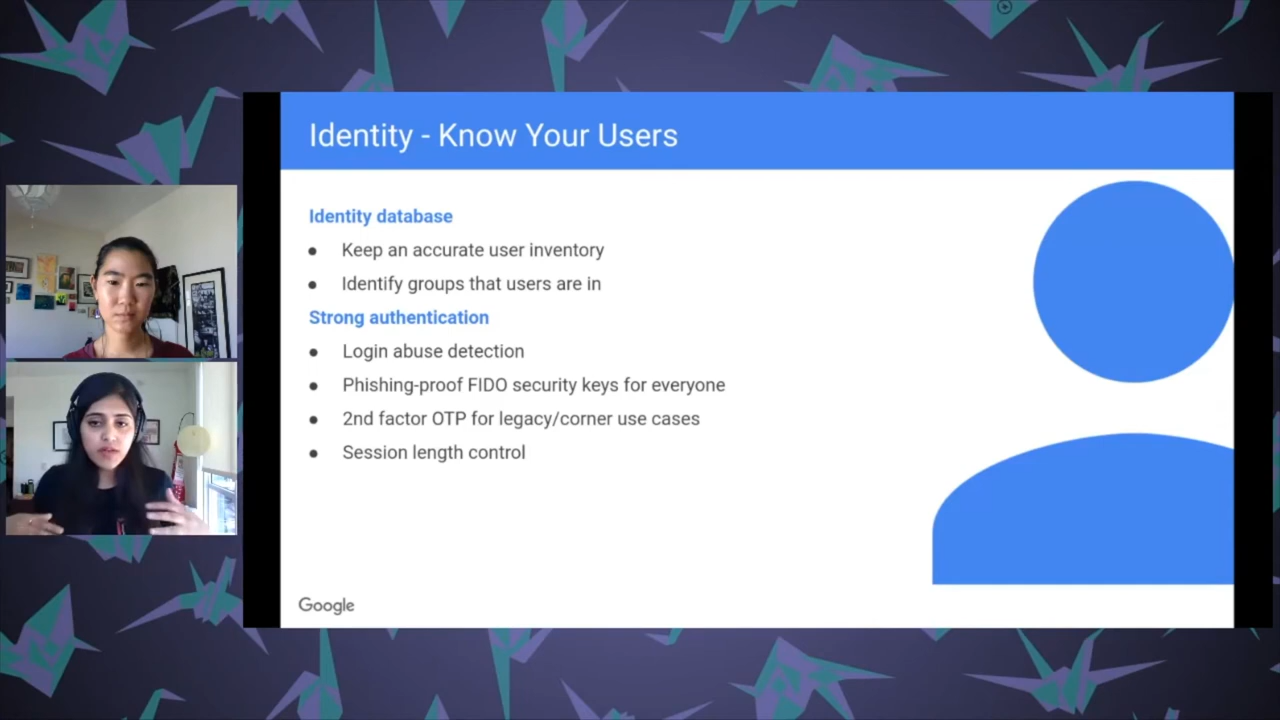 Identity - Know Your Users
Identity database
● Keep an accurate user inventory
● Identify groups that users are in
Strong authentication
● Login abuse detection
● Phishing-proof FIDO security keys for everyone
● 2nd factor OTP for legacy/corner use cases
● Session length control
Google